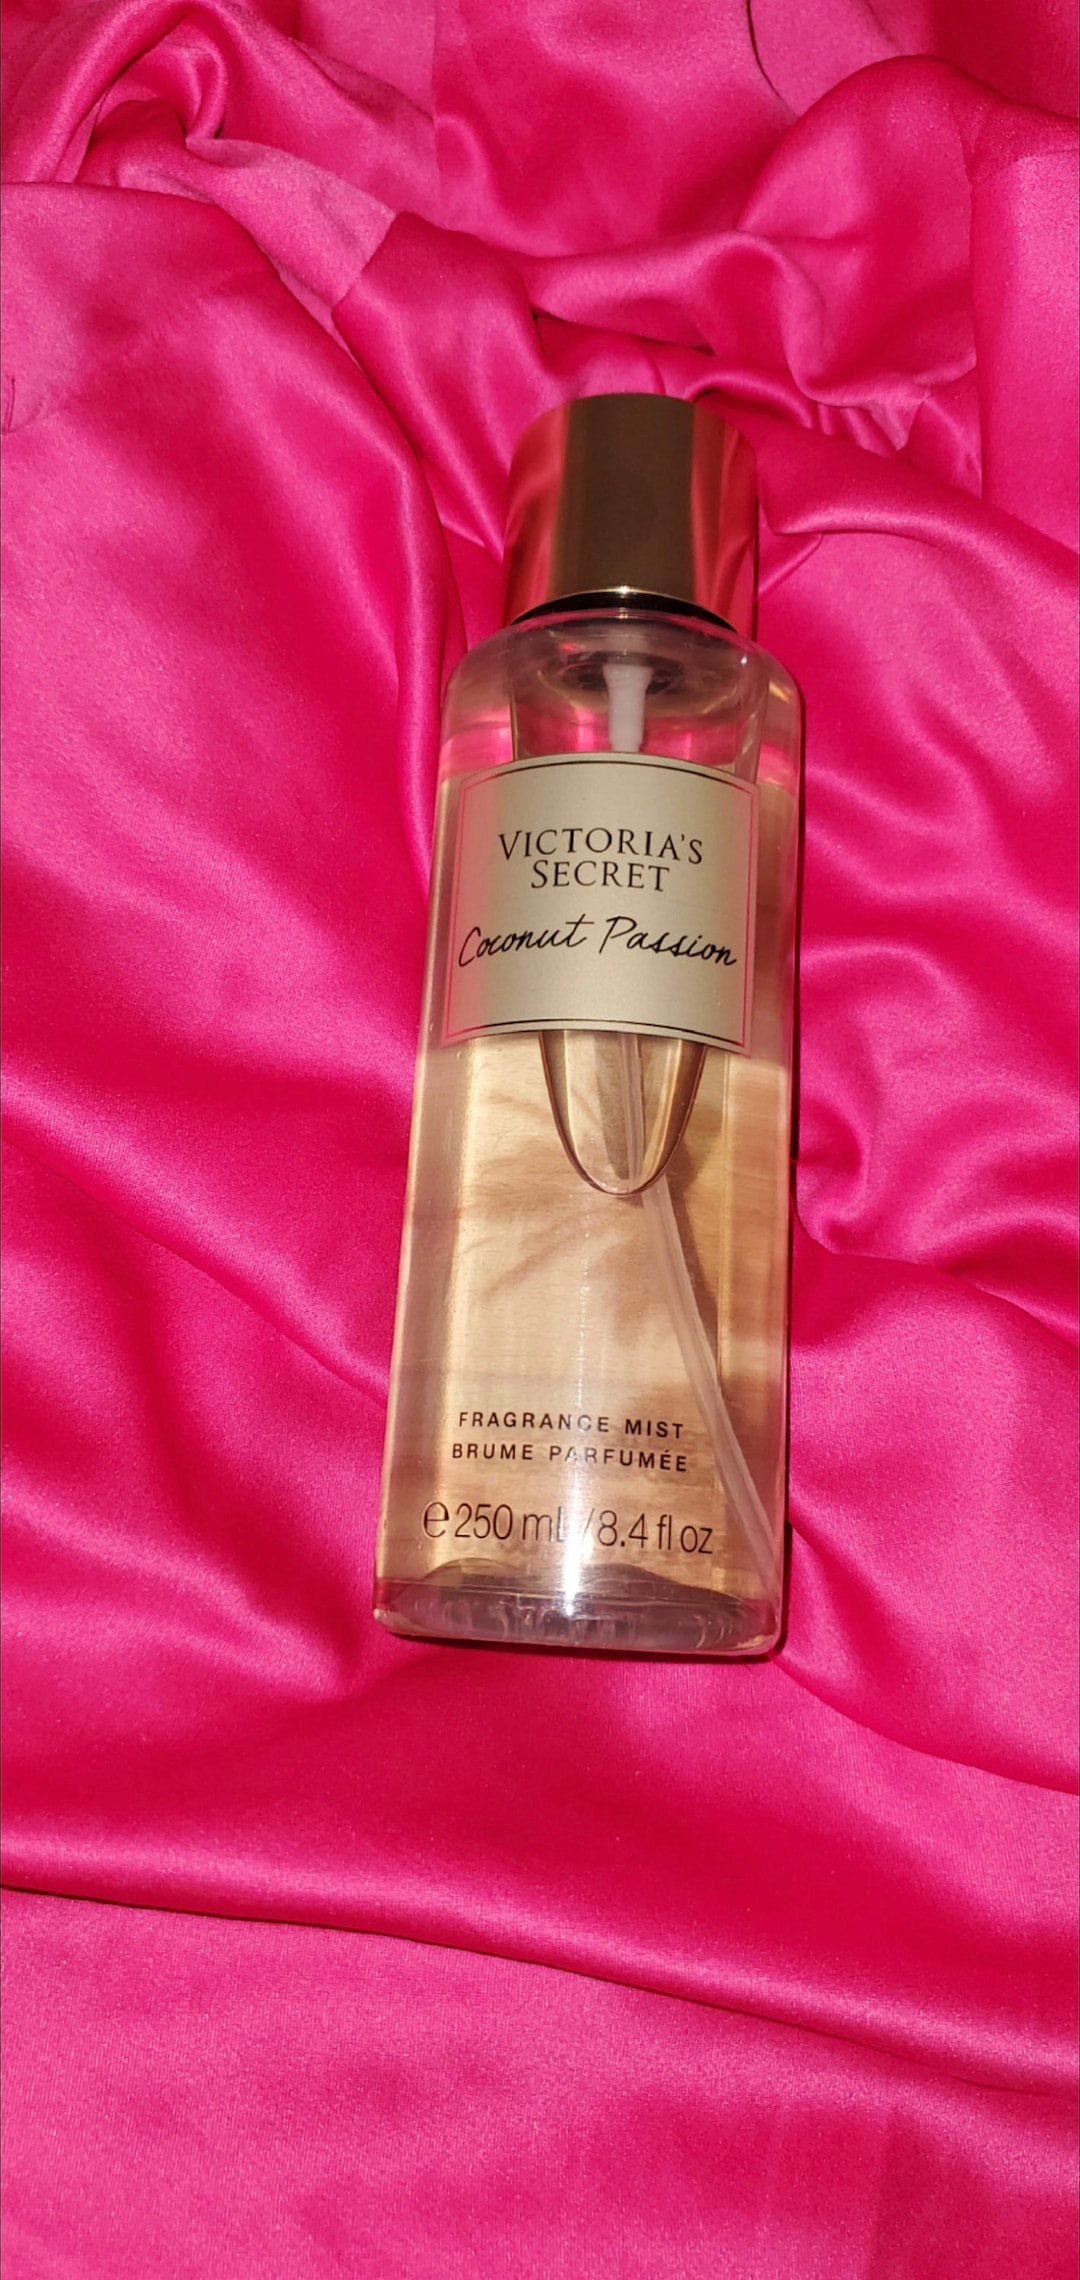 VICTORIA'S
SECRET
Coconut Passion
FRAGRANCE MIST
BRUME PARFUMÉE
℮ 250 mL / 8.4 fl oz